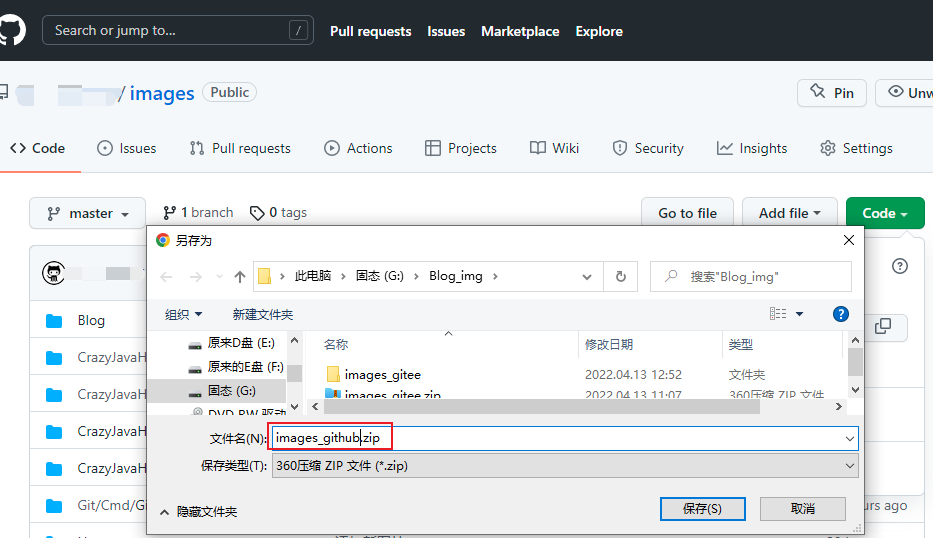 Search or jump to... / Pull requests Issues Marketplace Explore
/ images Public Pin Unw
Code Issues Pull requests Actions Projects Wiki Security Insights Settings
master 1 branch 0 tags Go to file Add file Code
另存为
此电脑 > 固态 (G:) > Blog_img > 搜索"Blog_img"
组织 新建文件夹
名称 修改日期 类型
原来D盘 (E:)
原来的E盘 (F:) images_gitee 2022.04.13 12:52 文件夹
固态 (G:) images_gitee.zip 2022.04.13 11:07 360压缩 ZIP 文件
DVD RW 驱动
文件名(N): images_github.zip
保存类型(T): 360压缩 ZIP 文件 (*.zip)
隐藏文件夹 保存(S) 取消
Blog
CrazyJavaH
CrazyJavaH
CrazyJavaH
CrazyJavaH
Git/Cmd/Gi urs ago